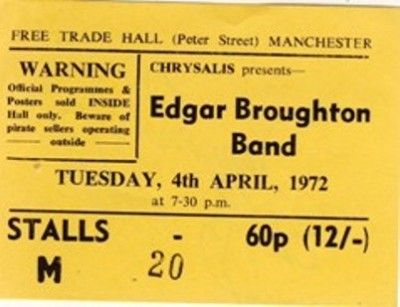 FREE TRADE HALL (Peter Street) MANCHESTER
WARNING
Official Programmes &
Posters sold INSIDE
Hall only. Beware of
pirate sellers operating
— outside —
CHRYSALIS presents—
Edgar Broughton
Band
TUESDAY, 4th APRIL, 1972
at 7-30 p.m.
STALLS - 60p (12/-)
M 20